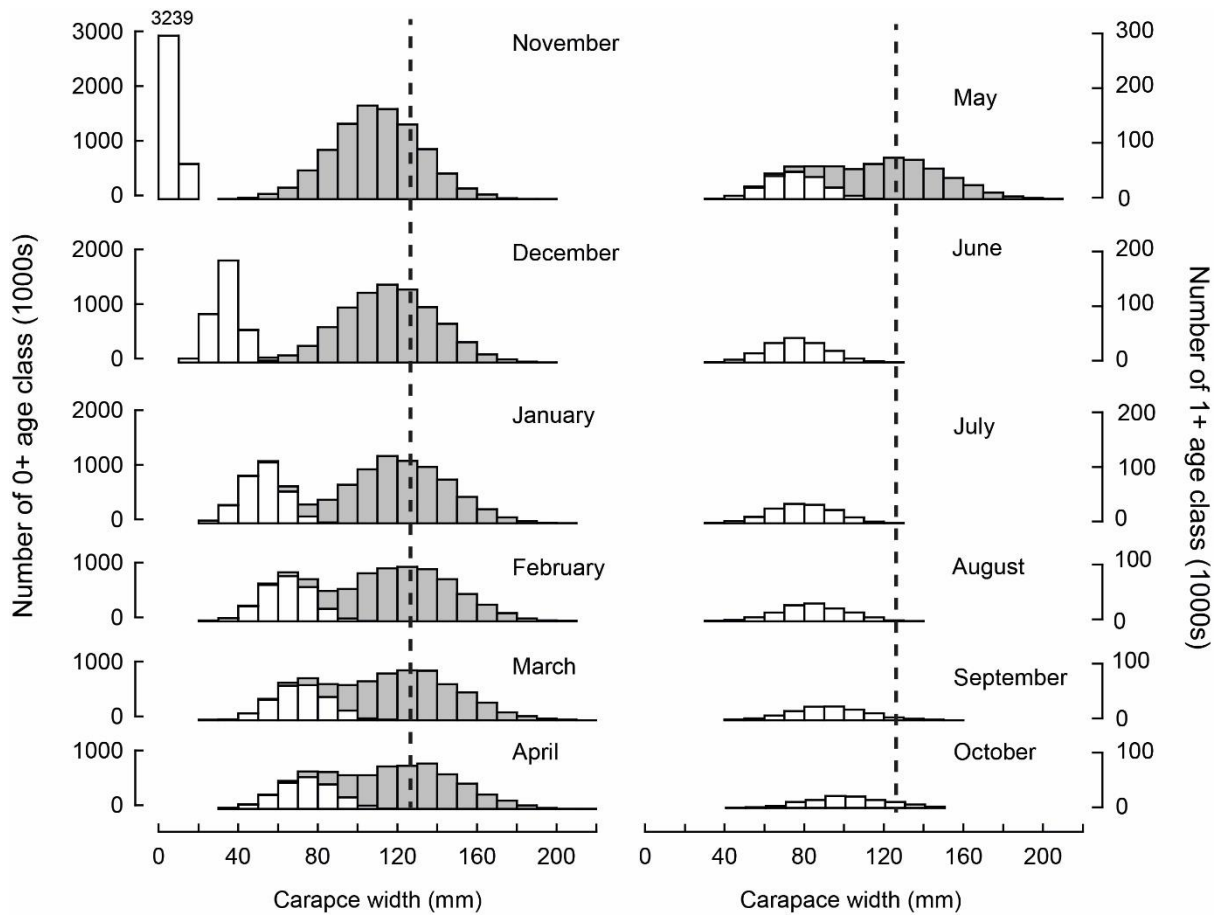 3239
3000
2000
1000
0
November
2000
1000
0
December
2000
1000
0
January
1000
0
February
1000
0
March
1000
0
April
0 40 80 120 160 200
Carapce width (mm)
Number of 0+ age class (1000s)
300
200
100
0
May
200
100
0
June
200
100
0
July
100
0
August
100
0
September
100
0
October
0 40 80 120 160 200
Carapace width (mm)
Number of 1+ age class (1000s)